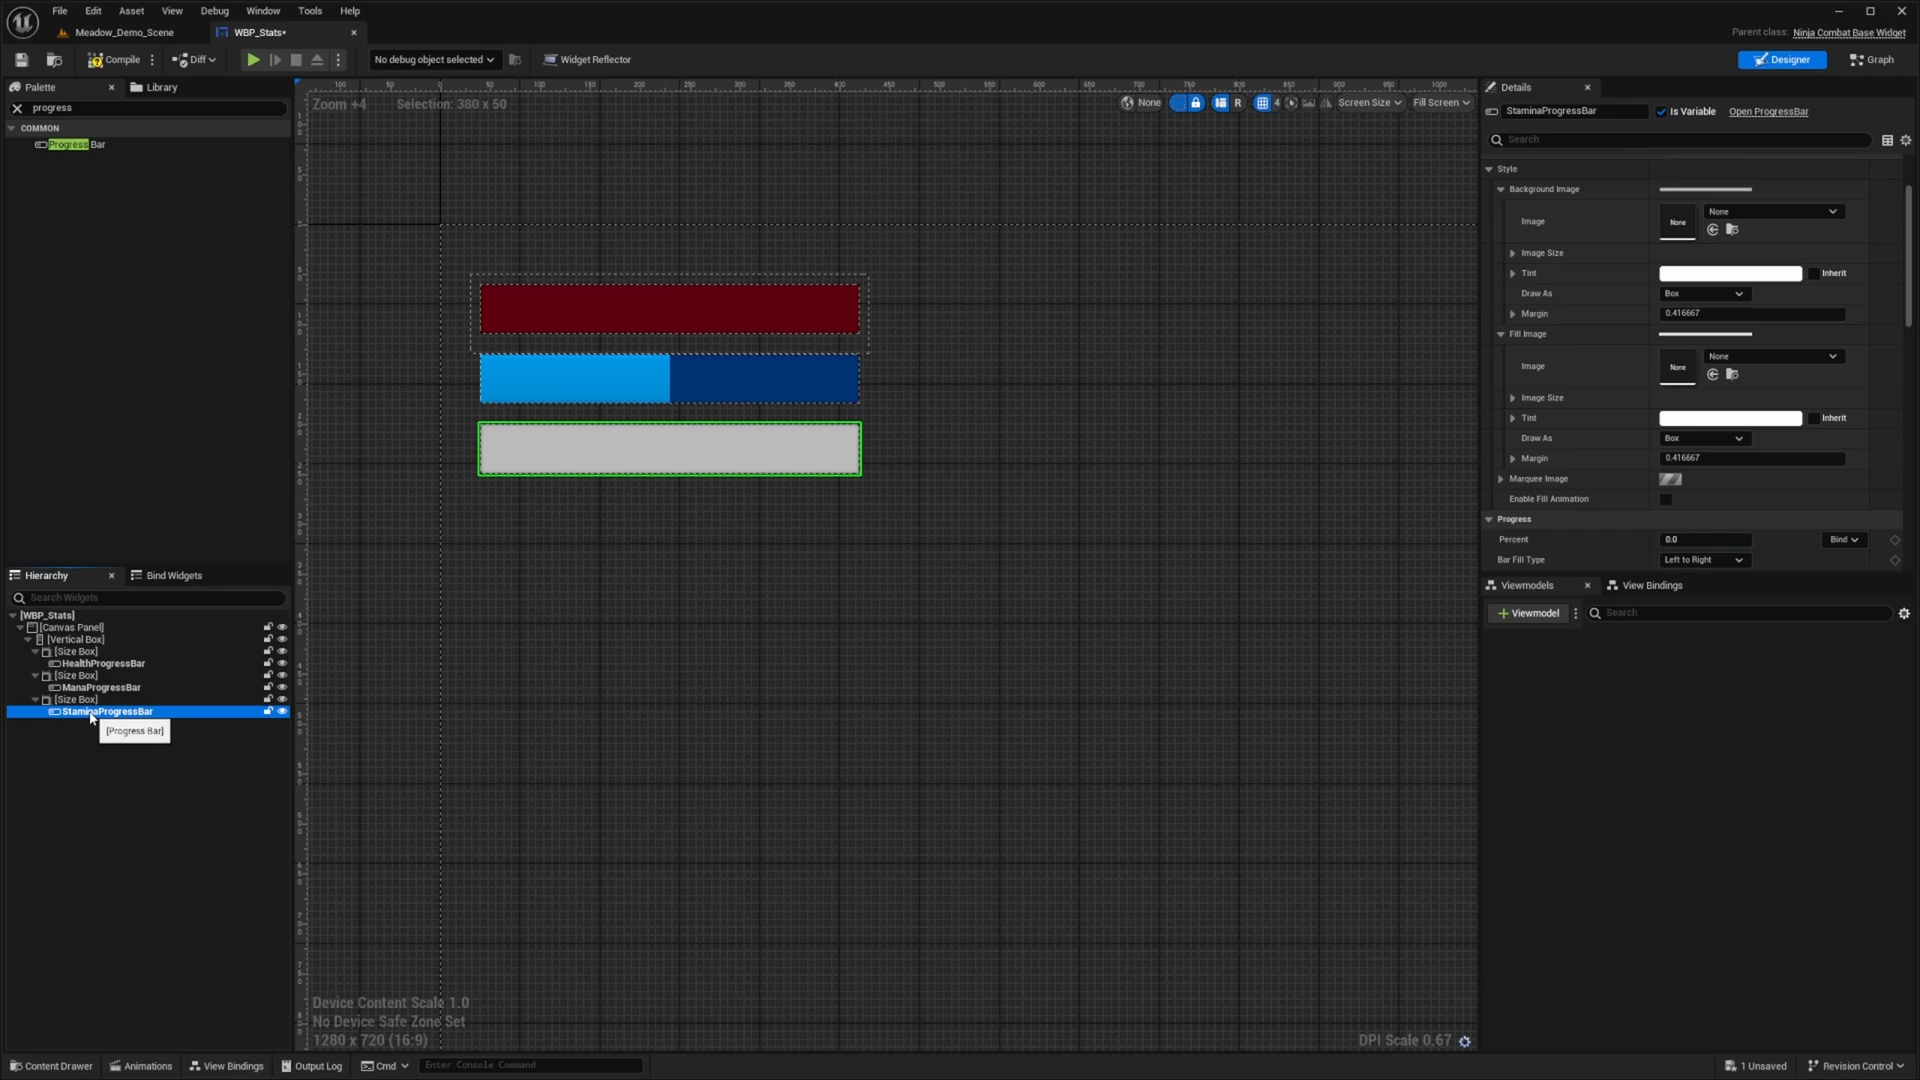 File Edit Asset View Debug Window Tools Help
Meadow_Demo_Scene WBP_Stats•
Parent class: Ninja Combat Base Widget
Compile Diff No debug object selected Widget Reflector Designer Graph
Palette Library
progress
COMMON
Progress Bar
Zoom +4 Selection: 380 x 50
None R 4 Screen Size Fill Screen
Details
StaminaProgressBar Is Variable Open ProgressBar
Search
Style
Background Image
Image None None
Image Size
Tint Inherit
Draw As Box
Margin 0.416667
Fill Image
Image None None
Image Size
Tint Inherit
Draw As Box
Margin 0.416667
Marquee Image
Enable Fill Animation
Progress
Percent 0.0 Bind
Bar Fill Type Left to Right
Viewmodels View Bindings
Viewmodel Search
Hierarchy Bind Widgets
Search Widgets
[WBP_Stats]
[Canvas Panel]
[Vertical Box]
[Size Box]
HealthProgressBar
[Size Box]
ManaProgressBar
[Size Box]
StaminaProgressBar
[Progress Bar]
Device Content Scale 1.0
No Device Safe Zone Set
1280 x 720 (16:9)
DPI Scale 0.67
Content Drawer Animations View Bindings Output Log Cmd Enter Console Command 1 Unsaved Revision Control